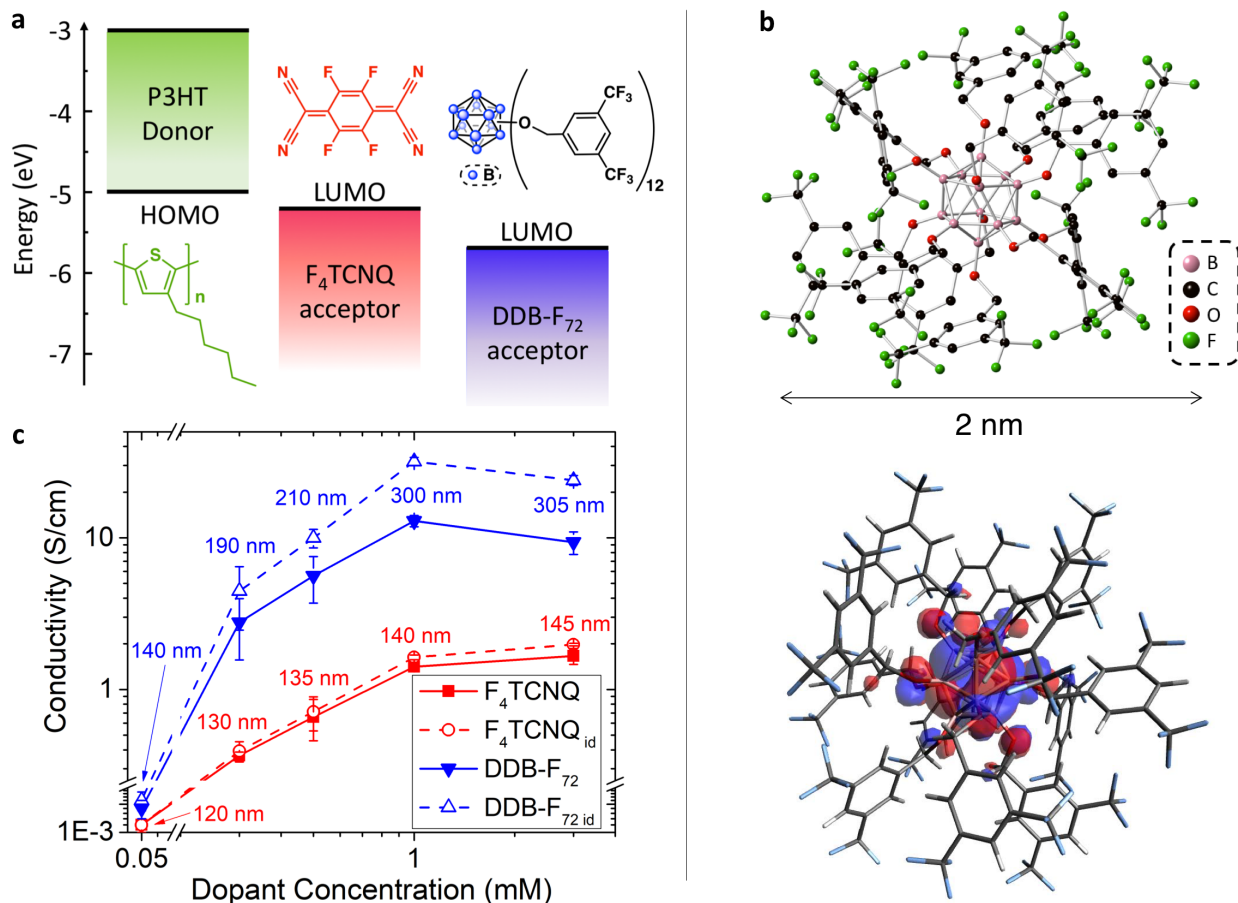 a
Energy (eV)
-3
-4
-5
-6
-7
P3HT
Donor
HOMO
S
n
N
N
F
F
F
F
N
N
LUMO
F₄TCNQ
acceptor
B
O
CF₃
CF₃
12
LUMO
DDB-F₇₂
acceptor
b
B
C
O
F
2 nm
c
Conductivity (S/cm)
10
1
1E-3
140 nm
190 nm
210 nm
300 nm
305 nm
120 nm
130 nm
135 nm
140 nm
145 nm
F₄TCNQ
F₄TCNQ id
DDB-F₇₂
DDB-F₇₂ id
0.05
1
Dopant Concentration (mM)